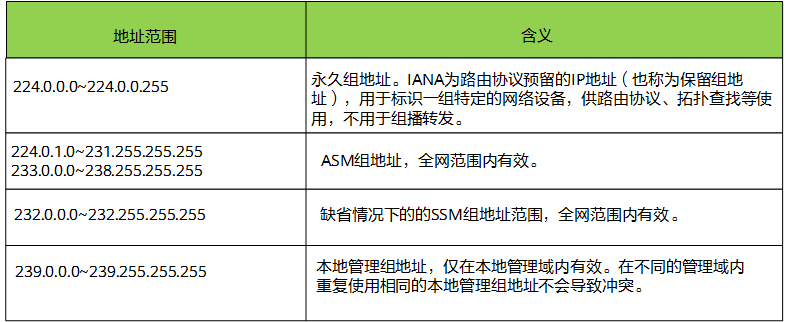 地址范围
含义
224.0.0.0~224.0.0.255
永久组地址。IANA为路由协议预留的IP地址（也称为保留组地
址），用于标识一组特定的网络设备，供路由协议、拓扑查找等使
用，不用于组播转发。
224.0.1.0~231.255.255.255
233.0.0.0~238.255.255.255
ASM组地址，全网范围内有效。
232.0.0.0~232.255.255.255
缺省情况下的的SSM组地址范围，全网范围内有效。
239.0.0.0~239.255.255.255
本地管理组地址，仅在本地管理域内有效。在不同的管理域内
重复使用相同的本地管理组地址不会导致冲突。